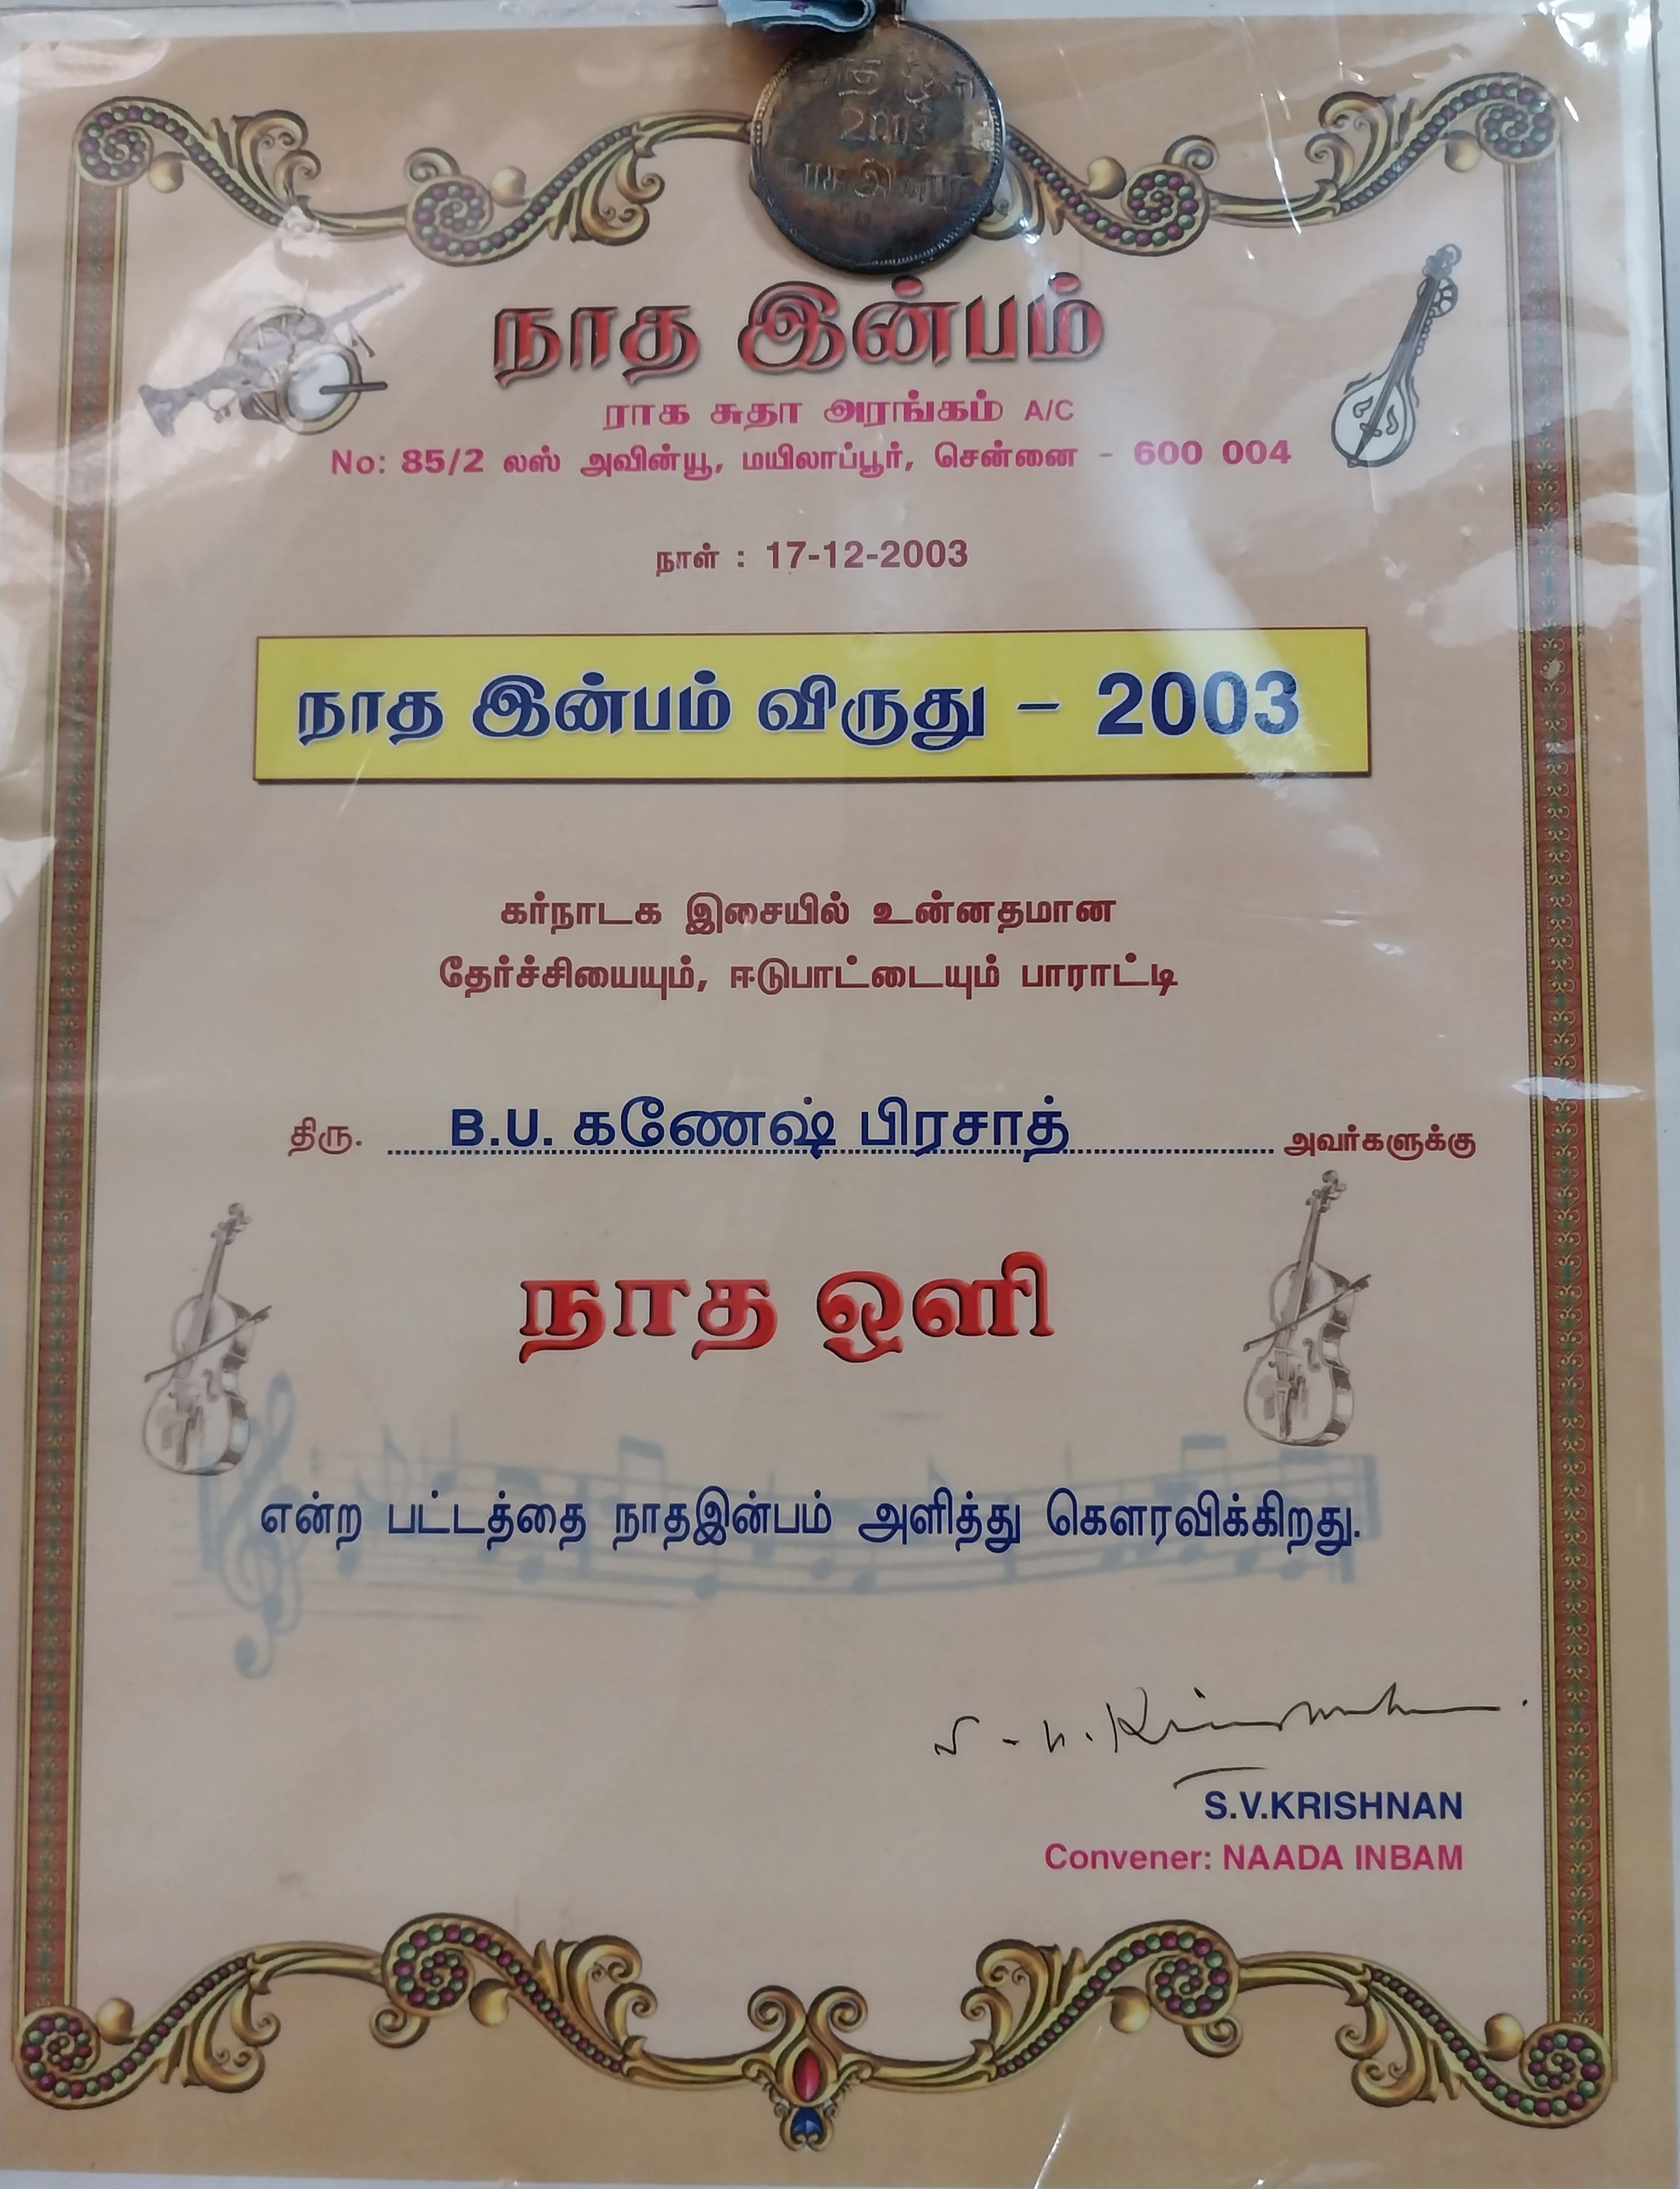 2003
நாத இன்பம்
ராக சுதா அரங்கம் A/C
No: 85/2 லஸ் அவின்யூ, மயிலாப்பூர், சென்னை - 600 004
நாள் : 17-12-2003
நாத இன்பம் விருது – 2003
கர்நாடக இசையில் உன்னதமான
தேர்ச்சியையும், ஈடுபாட்டையும் பாராட்டி
திரு. B.U. கணேஷ் பிரசாத் அவர்களுக்கு
நாத ஒளி
என்ற பட்டத்தை நாதஇன்பம் அளித்து கௌரவிக்கிறது.
S.V. Krishnan
S.V.KRISHNAN
Convener: NAADA INBAM